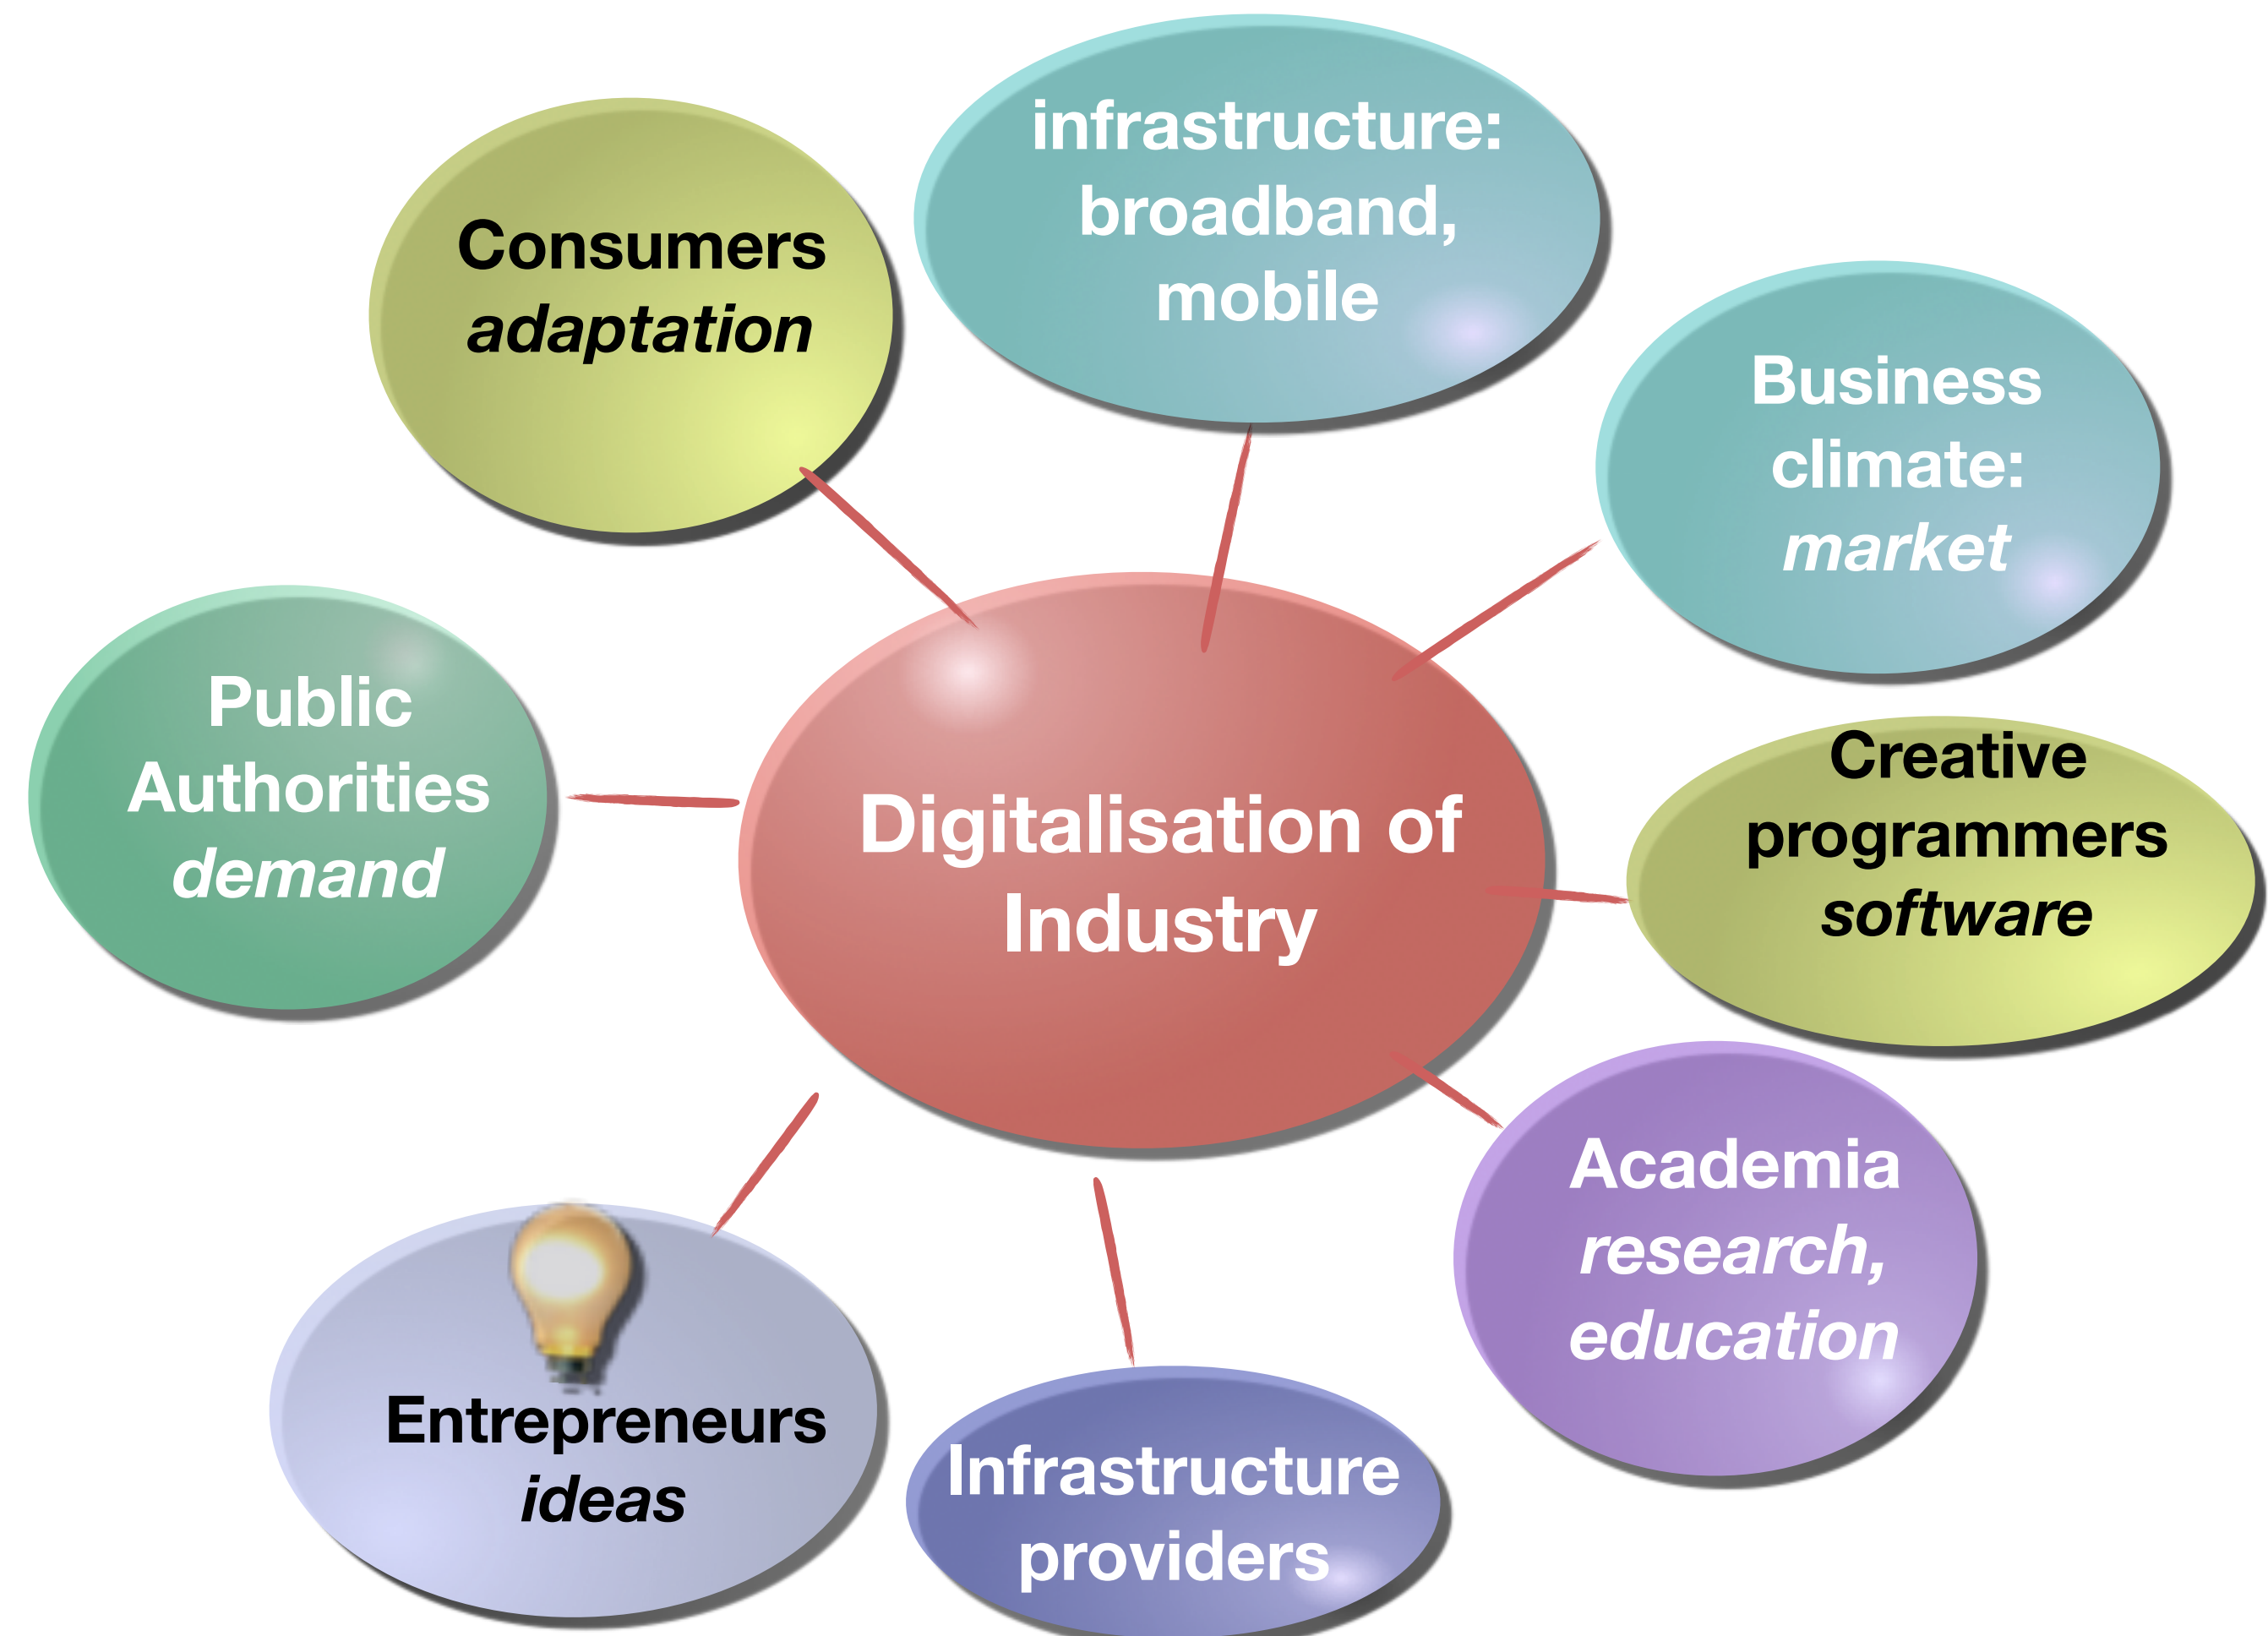 infrastructure:
broadband,
mobile
Consumers
adaptation
Business
climate:
market
Public
Authorities
demand
Creative
programmers
software
Digitalisation of
Industry
Academia
research,
education
Entrepreneurs
ideas
Infrastructure
providers